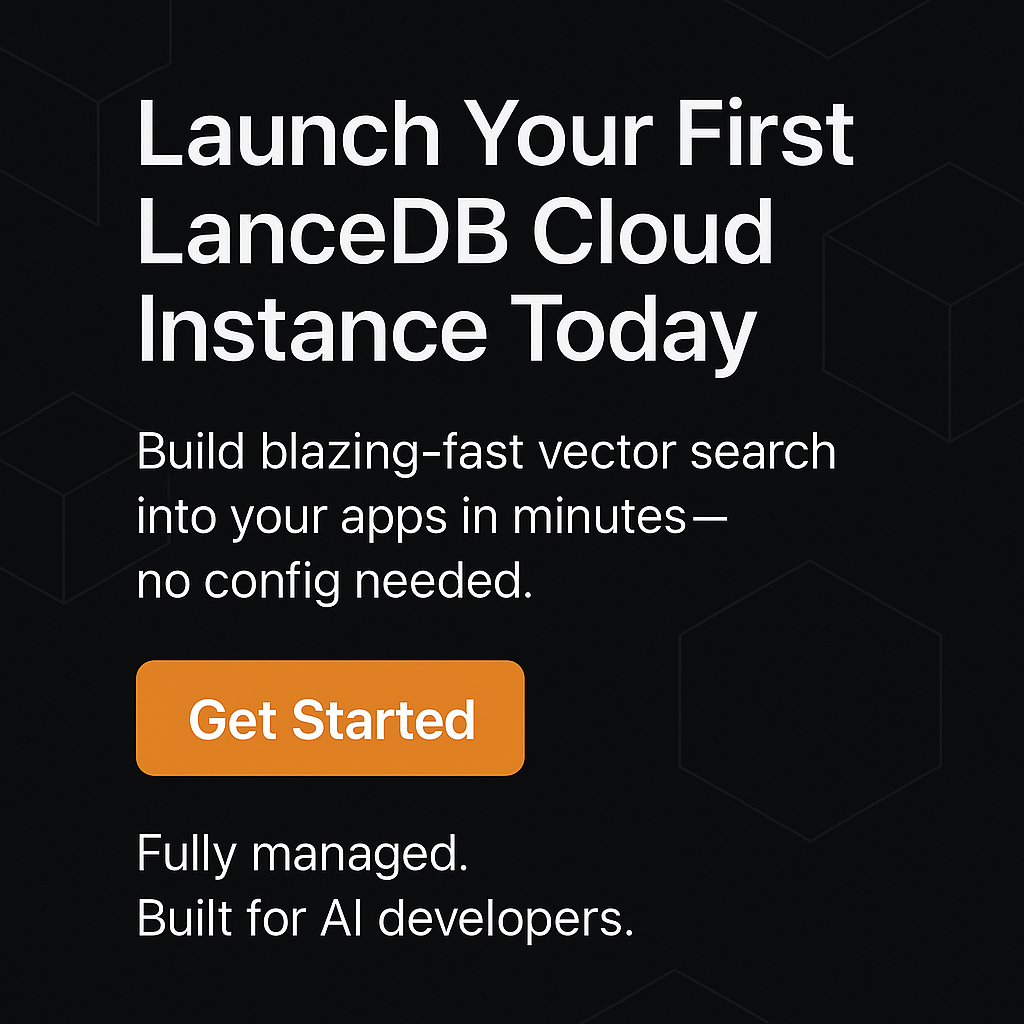 Launch Your First
LanceDB Cloud
Instance Today
Build blazing-fast vector search
into your apps in minutes—
no config needed.
Get Started
Fully managed.
Built for AI developers.